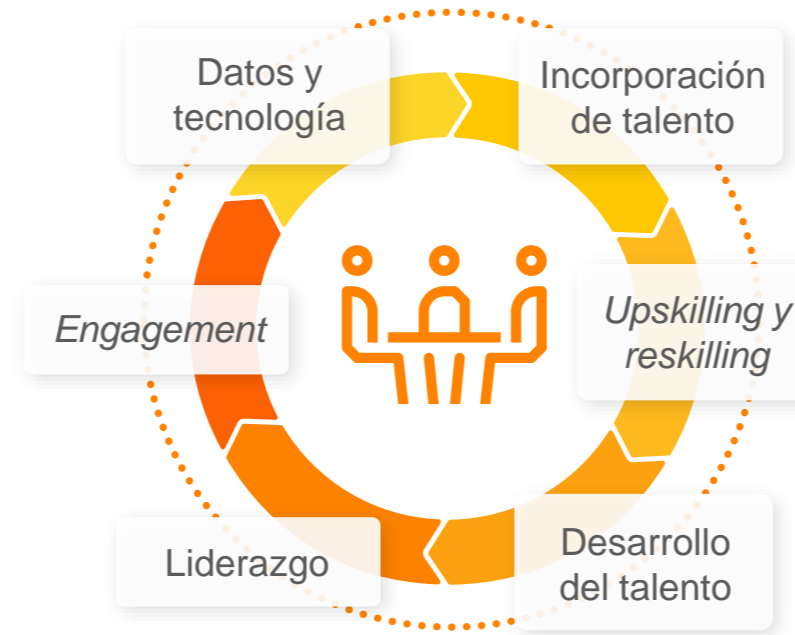 Datos y
tecnología
Incorporación
de talento
Upskilling y
reskilling
Desarrollo
del talento
Liderazgo
Engagement